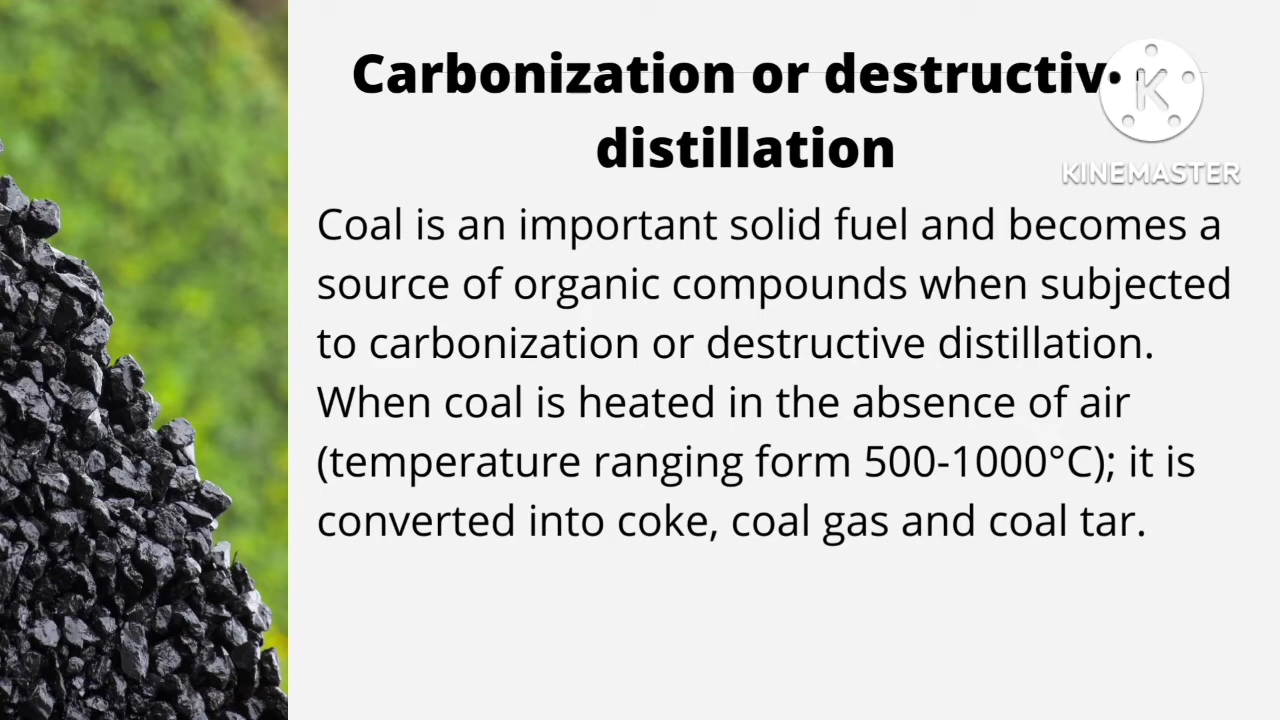 Carbonization or destructiv
distillation
KINEMASTER
Coal is an important solid fuel and becomes a
source of organic compounds when subjected
to carbonization or destructive distillation.
When coal is heated in the absence of air
(temperature ranging form 500-1000°C); it is
converted into coke, coal gas and coal tar.